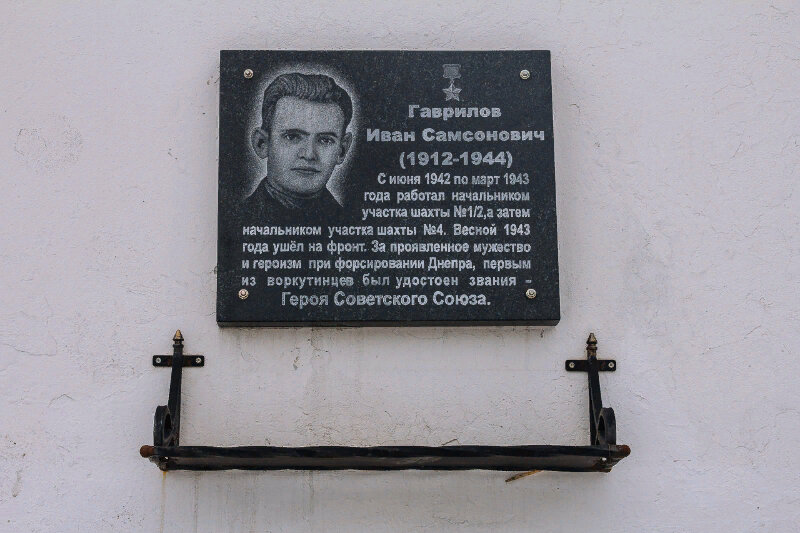 Гаврилов
Иван Самсонович
(1912-1944)
С июня 1942 по март 1943
года работал начальником
участка шахты №1/2,а затем
начальником участка шахты №4. Весной 1943
года ушёл на фронт. За проявленное мужество
и героизм при форсировании Днепра, первым
из воркутинцев был удостоен звания -
Героя Советского Союза.